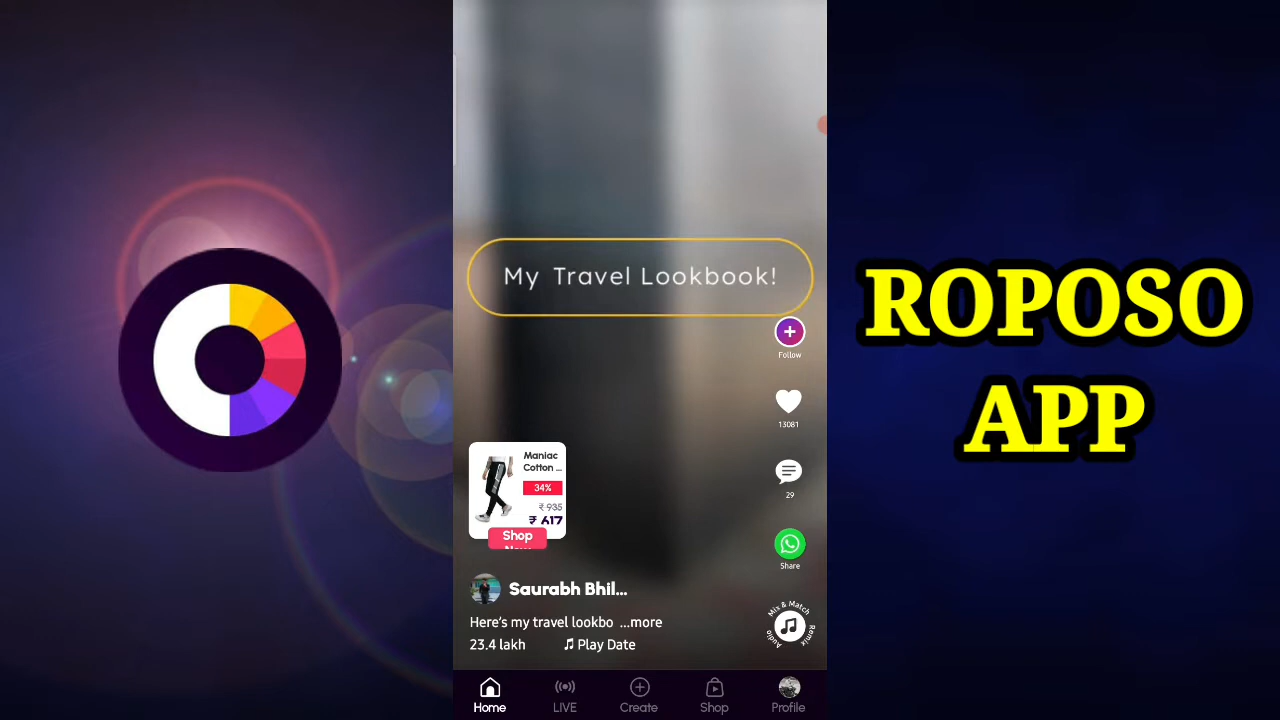 My Travel Lookbook!
Follow
13081
29
Share
Mix & Match
Remix
Audio
Maniac
Cotton ...
34%
₹ 935
₹ 617
Shop
Now
Saurabh Bhil...
Here's my travel lookbo ...more
23.4 lakh
Play Date
Home
LIVE
Create
Shop
Profile
ROPOSO
APP